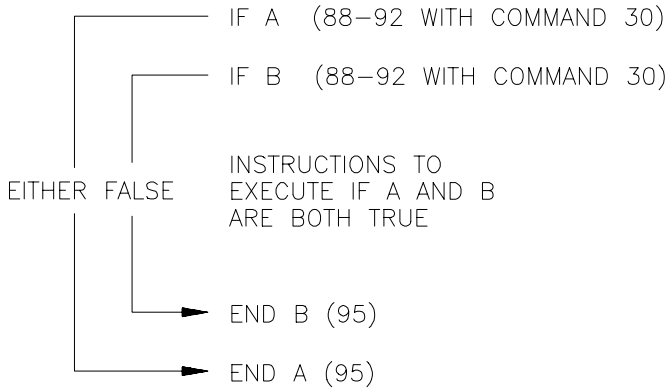 IF A (88-92 WITH COMMAND 30)
IF B (88-92 WITH COMMAND 30)
EITHER FALSE
INSTRUCTIONS TO
EXECUTE IF A AND B
ARE BOTH TRUE
END B (95)
END A (95)